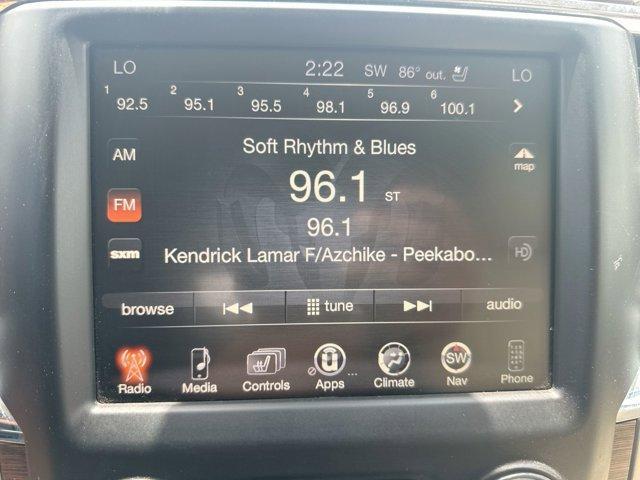 LO 2:22 SW 86° out. LO
1 92.5 2 95.1 3 95.5 4 98.1 5 96.9 6 100.1
AM Soft Rhythm & Blues
map
FM 96.1 ST
96.1
sxm Kendrick Lamar F/Azchike - Peekabo... HD
browse tune audio
Radio Media Controls Apps ... Climate SW Nav Phone